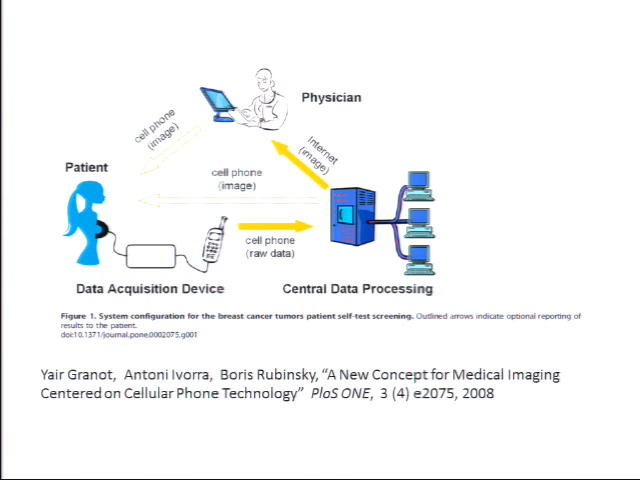 Physician
cell phone
(image)
Internet
(image)
Patient
cell phone
(image)
cell phone
(raw data)
Data Acquisition Device
Central Data Processing
Figure 1. System configuration for the breast cancer tumors patient self-test screening. Outlined arrows indicate optional reporting of
results to the patient.
doi:10.1371/journal.pone.0002075.g001
Yair Granot, Antoni Ivorra, Boris Rubinsky, “A New Concept for Medical Imaging
Centered on Cellular Phone Technology” PloS ONE, 3 (4) e2075, 2008